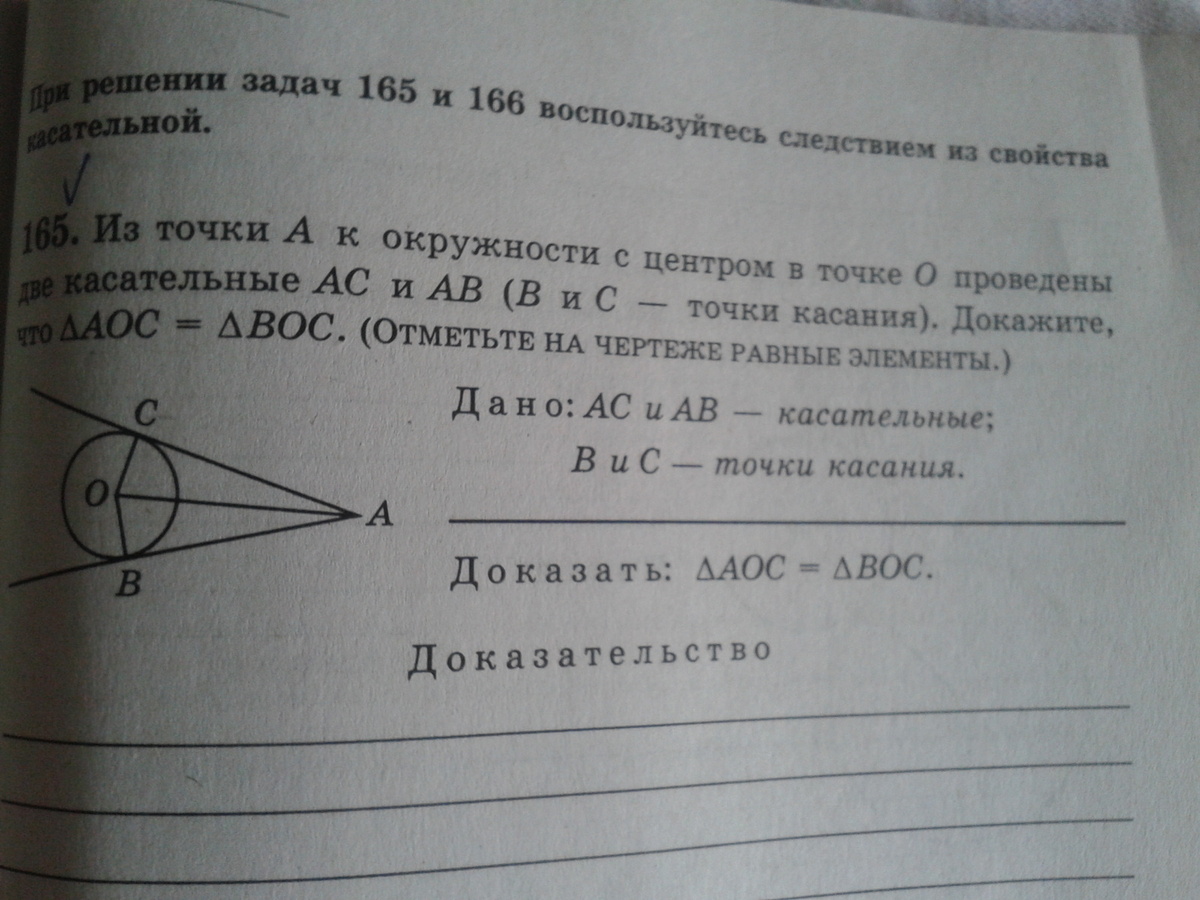 При решении задач 165 и 166 воспользуйтесь следствием из свойства
касательной.
165. Из точки A к окружности с центром в точке O проведены
две касательные AC и AB (B и C — точки касания). Докажите,
что ΔAOC = ΔBOC. (ОТМЕТЬТЕ НА ЧЕРТЕЖЕ РАВНЫЕ ЭЛЕМЕНТЫ.)
C
O
A
B
Дано: AC и AB — касательные;
B и C — точки касания.
Доказать: ΔAOC = ΔBOC.
Доказательство